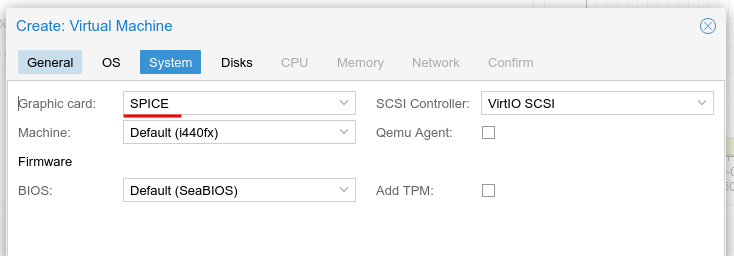 Create: Virtual Machine
General OS System Disks CPU Memory Network Confirm
Graphic card: SPICE SCSI Controller: VirtIO SCSI
Machine: Default (i440fx) Qemu Agent:
Firmware
BIOS: Default (SeaBIOS) Add TPM: